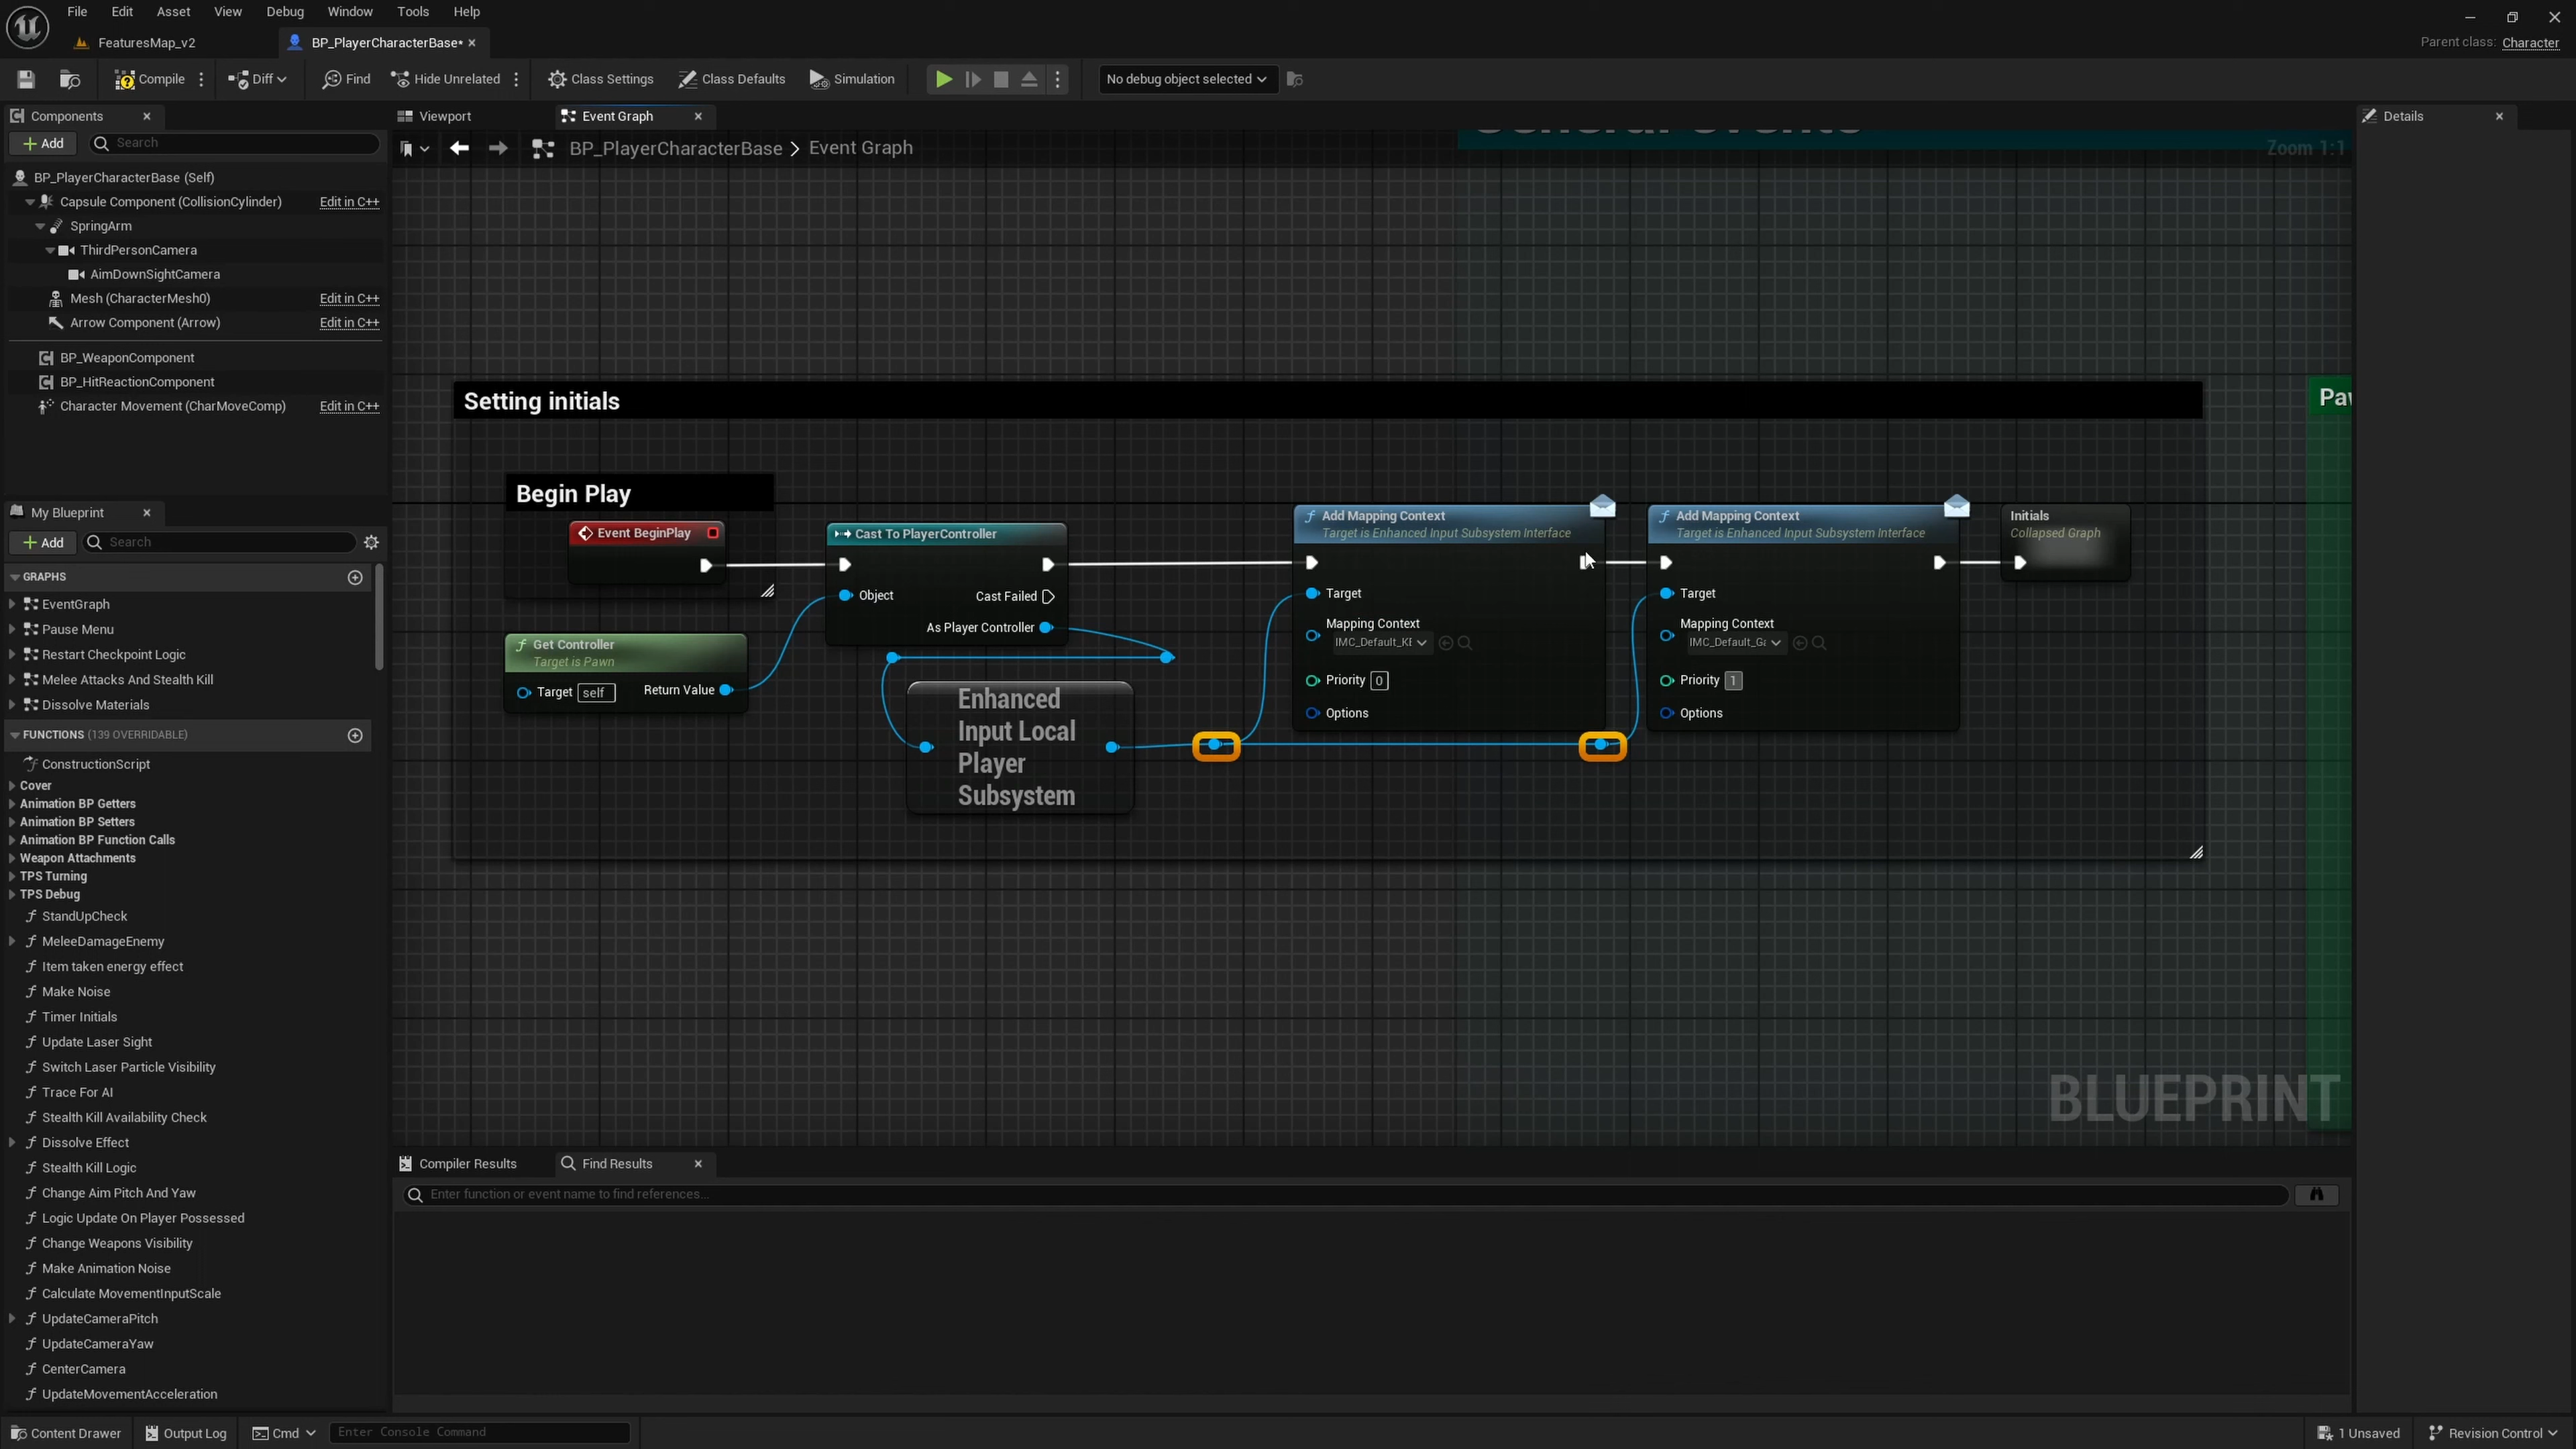 File Edit Asset View Debug Window Tools Help
FeaturesMap_v2
BP_PlayerCharacterBase*
Parent class: Character
Compile
Diff
Find
Hide Unrelated
Class Settings
Class Defaults
Simulation
No debug object selected
Components
Add
Search
BP_PlayerCharacterBase (Self)
Capsule Component (CollisionCylinder) Edit in C++
SpringArm
ThirdPersonCamera
AimDownSightCamera
Mesh (CharacterMesh0) Edit in C++
Arrow Component (Arrow) Edit in C++
BP_WeaponComponent
BP_HitReactionComponent
Character Movement (CharMoveComp) Edit in C++
My Blueprint
Add
Search
GRAPHS
EventGraph
Pause Menu
Restart Checkpoint Logic
Melee Attacks And Stealth Kill
Dissolve Materials
FUNCTIONS (139 OVERRIDABLE)
ConstructionScript
Cover
Animation BP Getters
Animation BP Setters
Animation BP Function Calls
Weapon Attachments
TPS Turning
TPS Debug
StandUpCheck
MeleeDamageEnemy
Item taken energy effect
Make Noise
Timer Initials
Update Laser Sight
Switch Laser Particle Visibility
Trace For AI
Stealth Kill Availability Check
Dissolve Effect
Stealth Kill Logic
Change Aim Pitch And Yaw
Logic Update On Player Possessed
Change Weapons Visibility
Make Animation Noise
Calculate MovementInputScale
UpdateCameraPitch
UpdateCameraYaw
CenterCamera
UpdateMovementAcceleration
Viewport
Event Graph
BP_PlayerCharacterBase > Event Graph
Zoom 1:1
Setting initials
Begin Play
Event BeginPlay
Get Controller
Target is Pawn
Target self
Return Value
Cast To PlayerController
Object
Cast Failed
As Player Controller
Enhanced
Input Local
Player
Subsystem
Add Mapping Context
Target is Enhanced Input Subsystem Interface
Target
Mapping Context
IMC_Default_KE
Priority 0
Options
Add Mapping Context
Target is Enhanced Input Subsystem Interface
Target
Mapping Context
IMC_Default_Ga
Priority 1
Options
Initials
Collapsed Graph
BLUEPRINT
Details
Compiler Results
Find Results
Enter function or event name to find references...
Content Drawer
Output Log
Cmd
Enter Console Command
1 Unsaved
Revision Control